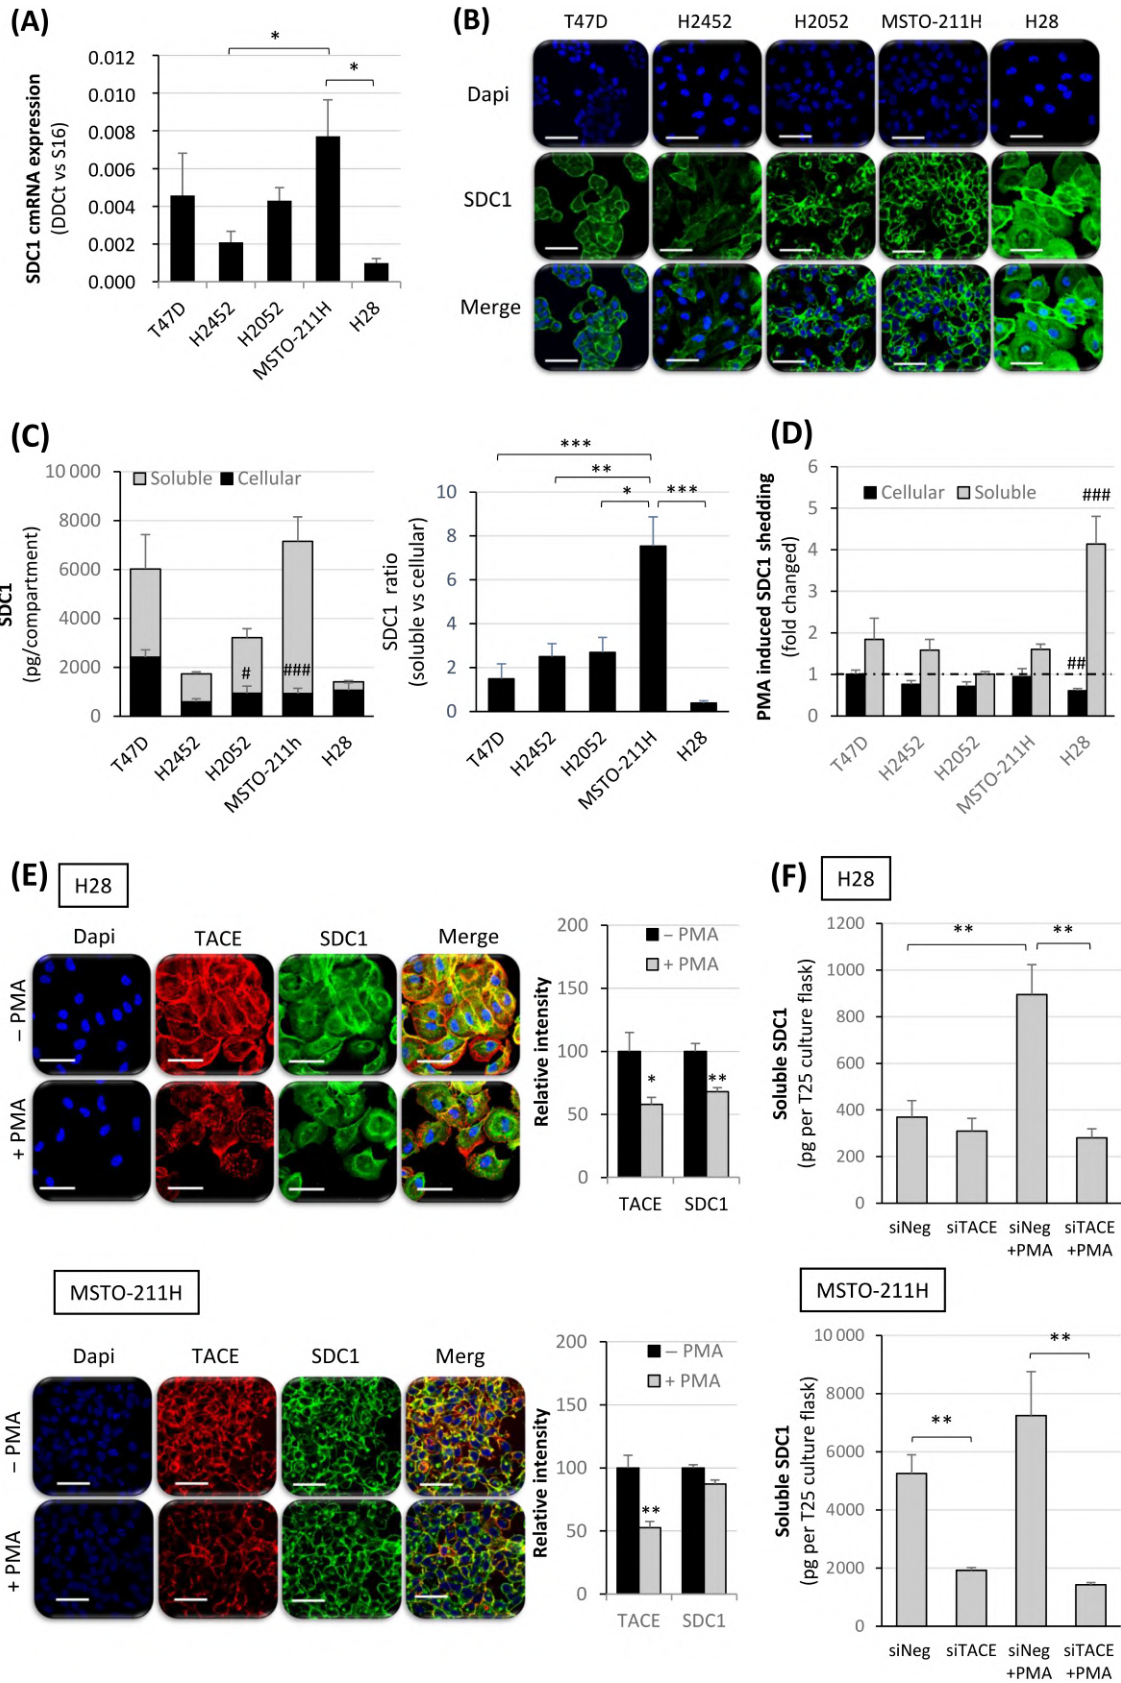 (A)
SDC1 cmRNA expression
(DDCt vs S16)
0.012
0.010
0.008
0.006
0.004
0.002
0.000
*
*
T47D
H2452
H2052
MSTO-211H
H28
(B)
T47D
H2452
H2052
MSTO-211H
H28
Dapi
SDC1
Merge
(C)
SDC1
(pg/compartment)
10 000
8000
6000
4000
2000
0
Soluble
Cellular
#
###
T47D
H2452
H2052
MSTO-211h
H28
SDC1 ratio
(soluble vs cellular)
10
8
6
4
2
0
***
**
*
***
T47D
H2452
H2052
MSTO-211H
H28
(D)
PMA induced SDC1 shedding
(fold changed)
6
5
4
3
2
1
0
Cellular
Soluble
###
##
T47D
H2452
H2052
MSTO-211H
H28
(E)
H28
Dapi
TACE
SDC1
Merge
– PMA
+ PMA
Relative intensity
200
150
100
50
0
– PMA
+ PMA
*
**
TACE
SDC1
MSTO-211H
Dapi
TACE
SDC1
Merg
– PMA
+ PMA
Relative intensity
200
150
100
50
0
– PMA
+ PMA
**
TACE
SDC1
(F)
H28
Soluble SDC1
(pg per T25 culture flask)
1200
1000
800
600
400
200
0
**
**
siNeg
siTACE
siNeg
+PMA
siTACE
+PMA
MSTO-211H
Soluble SDC1
(pg per T25 culture flask)
10 000
8000
6000
4000
2000
0
**
**
siNeg
siTACE
siNeg
+PMA
siTACE
+PMA